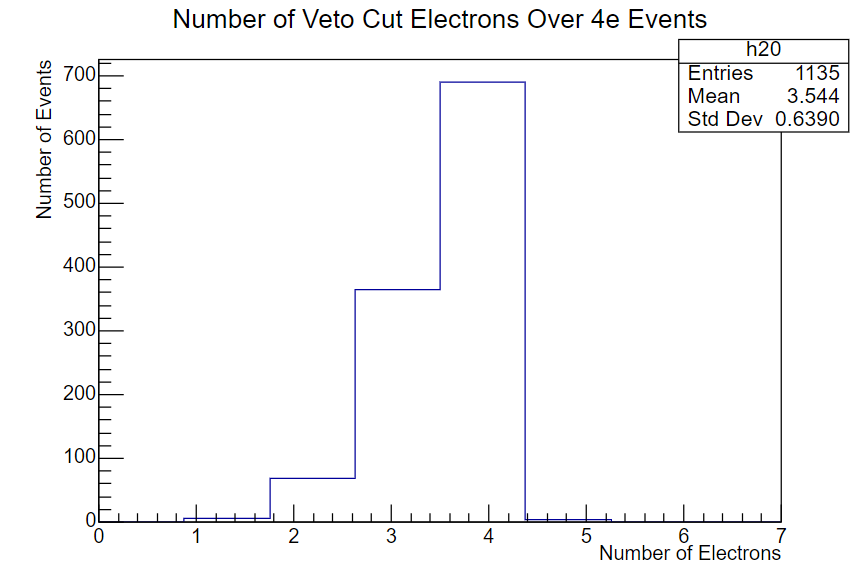 Number of Veto Cut Electrons Over 4e Events
h20
Entries 1135
Mean 3.544
Std Dev 0.6390
Number of Events
700
600
500
400
300
200
100
0
0 1 2 3 4 5 6 7
Number of Electrons